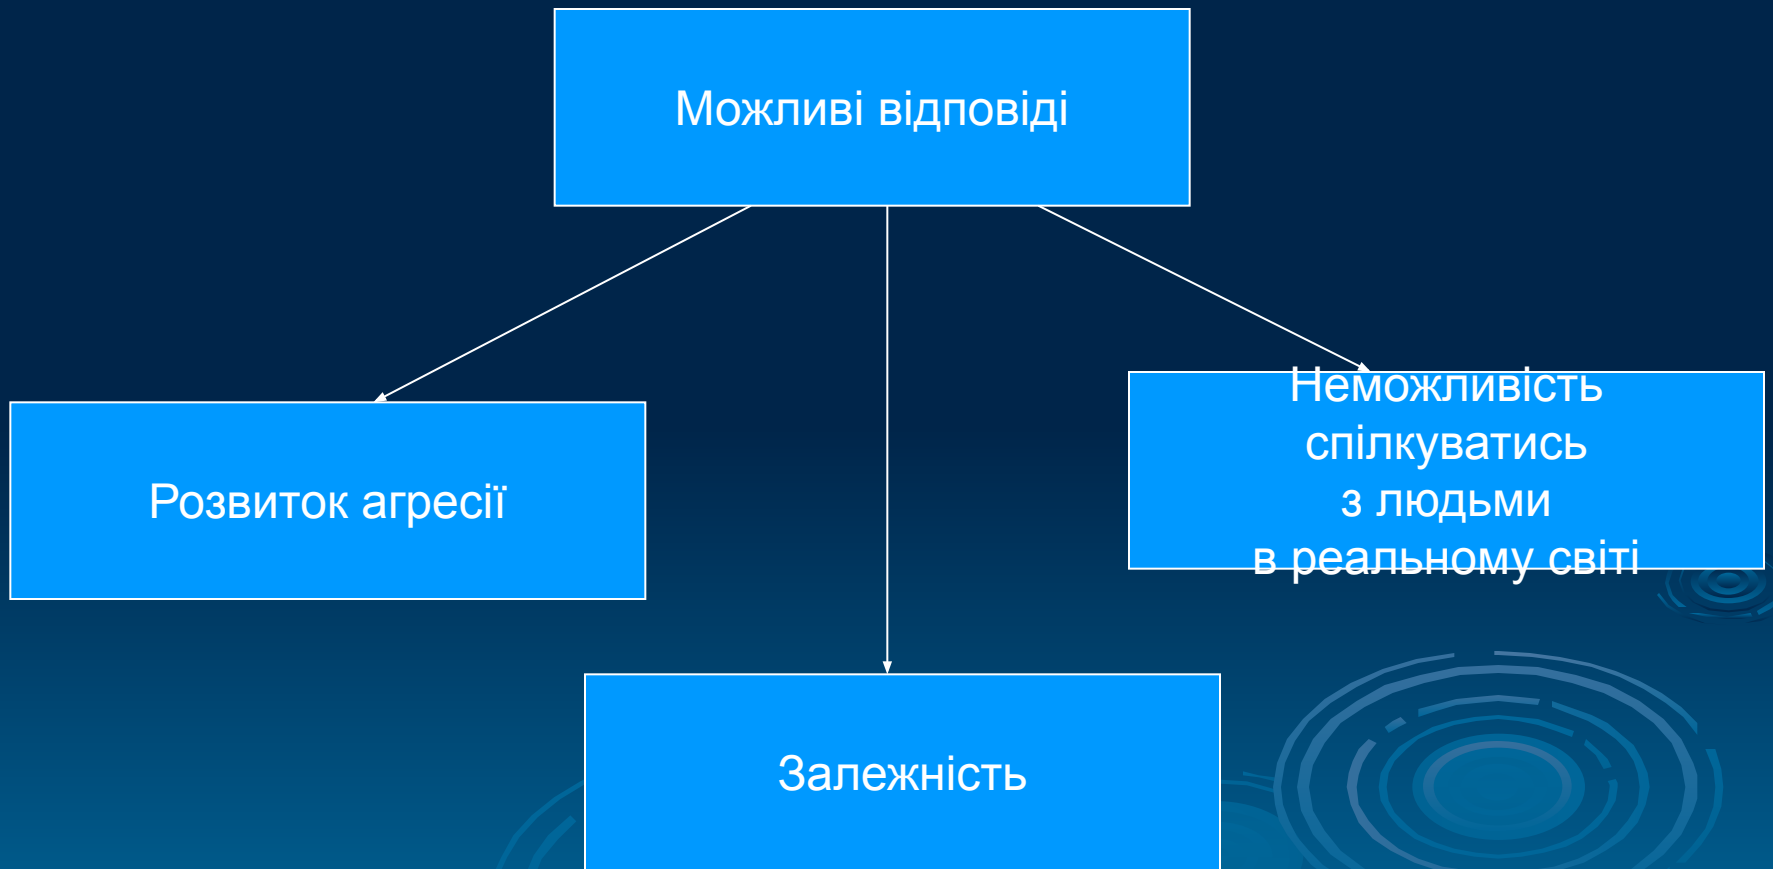 Можливі відповіді
Розвиток агресії
Неможливість
спілкуватись
з людьми
в реальному світі
Залежність